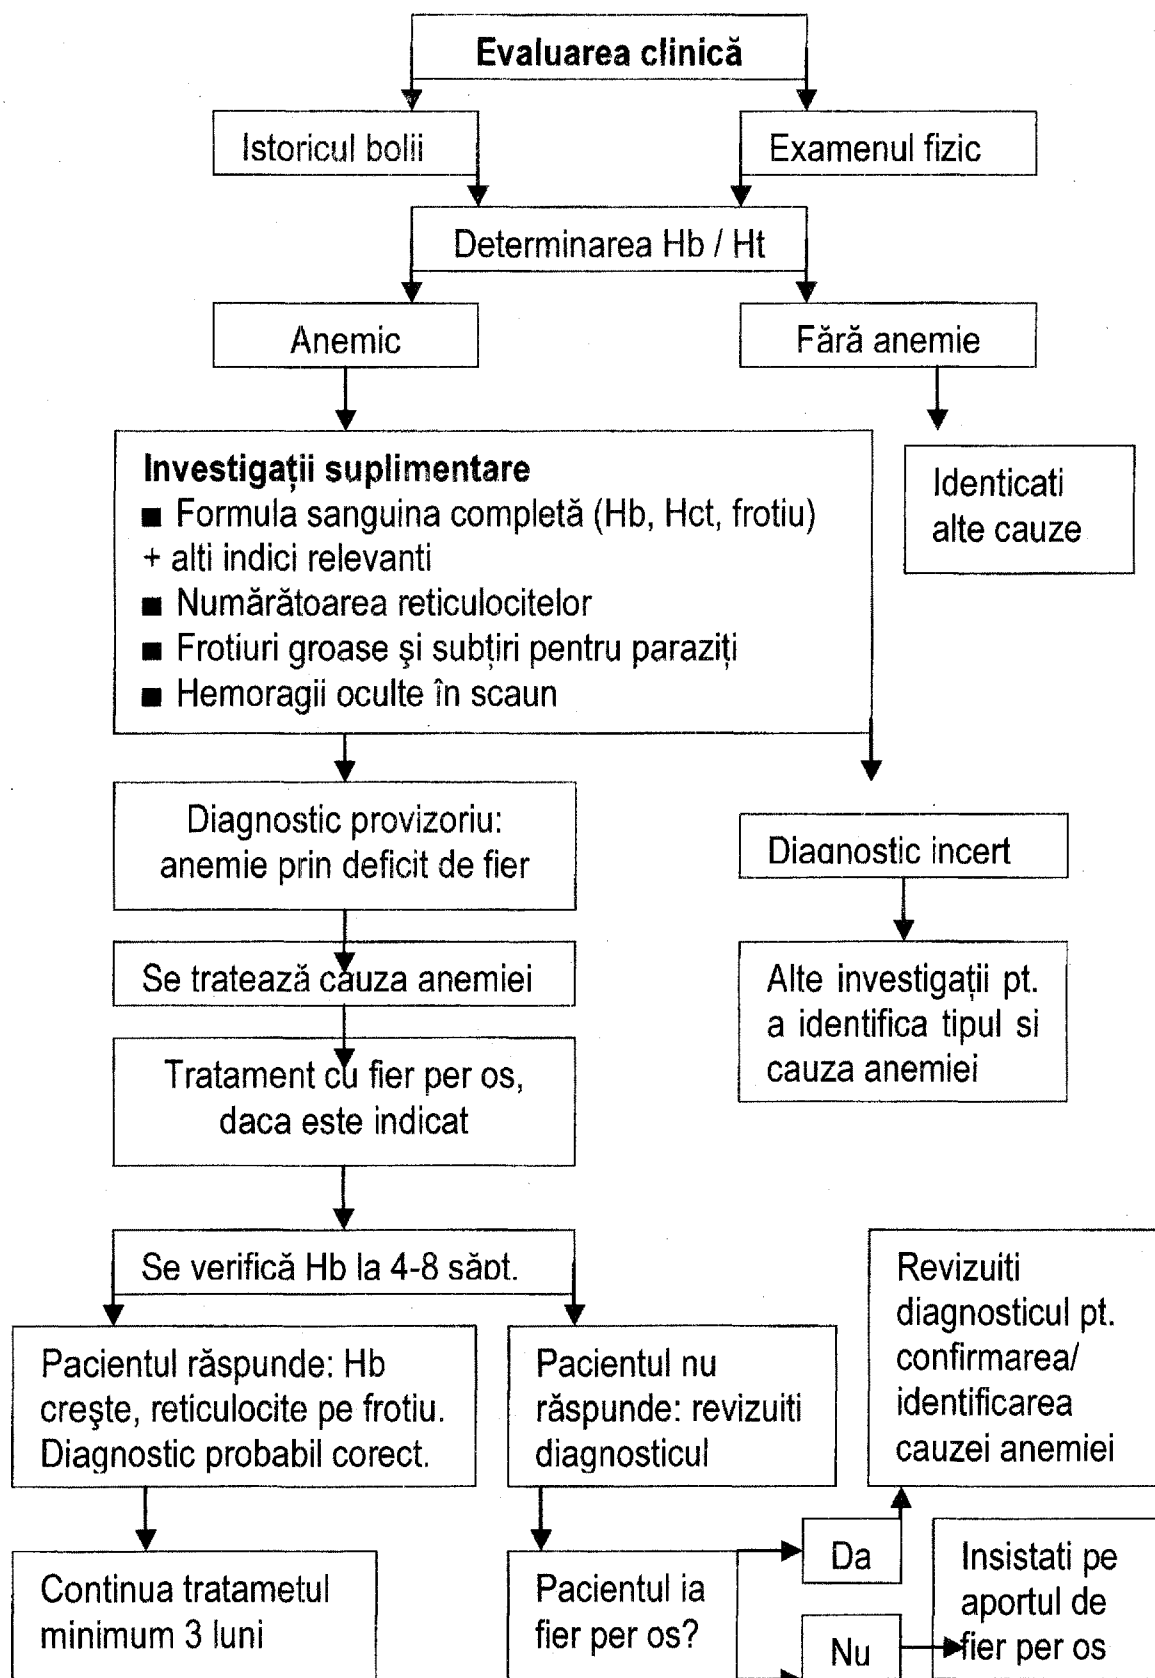 Evaluarea clinică
Istoricul bolii
Examenul fizic
Determinarea Hb / Ht
Anemic
Fără anemie
Investigații suplimentare
■ Formula sanguina completă (Hb, Hct, frotiu)
+ alti indici relevanti
■ Numărătoarea reticulocitelor
■ Frotiuri groase şi subțiri pentru paraziți
■ Hemoragii oculte în scaun
Identicati
alte cauze
Diagnostic provizoriu:
anemie prin deficit de fier
Diagnostic incert
Se tratează cauza anemiei
Alte investigații pt.
a identifica tipul si
cauza anemiei
Tratament cu fier per os,
daca este indicat
Se verifică Hb la 4-8 săpt.
Revizuiti
diagnosticul pt.
confirmarea/
identificarea
cauzei anemiei
Pacientul răspunde: Hb
creşte, reticulocite pe frotiu.
Diagnostic probabil corect.
Pacientul nu
răspunde: revizuiti
diagnosticul
Continua tratametul
minimum 3 luni
Pacientul ia
fier per os?
Da
Nu
Insistati pe
aportul de
fier per os